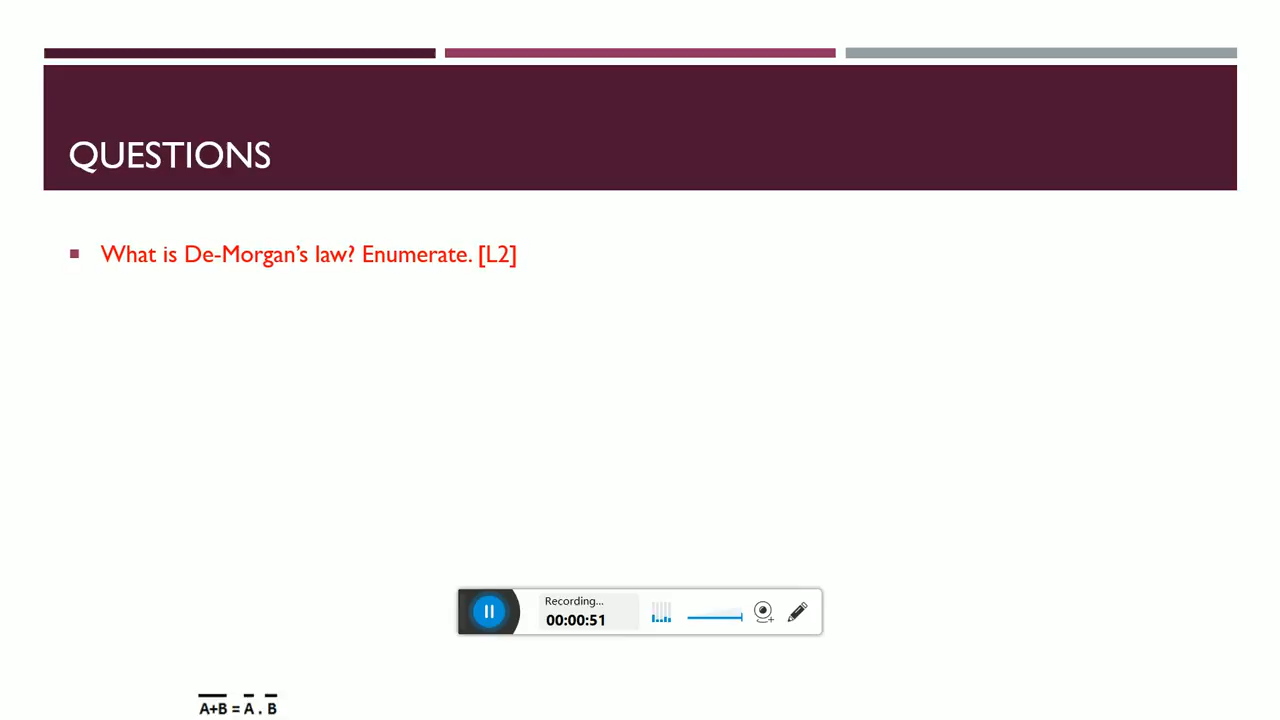 QUESTIONS
What is De-Morgan's law? Enumerate. [L2]
Recording...
00:00:51
A̅+̅B̅ = A̅ . B̅